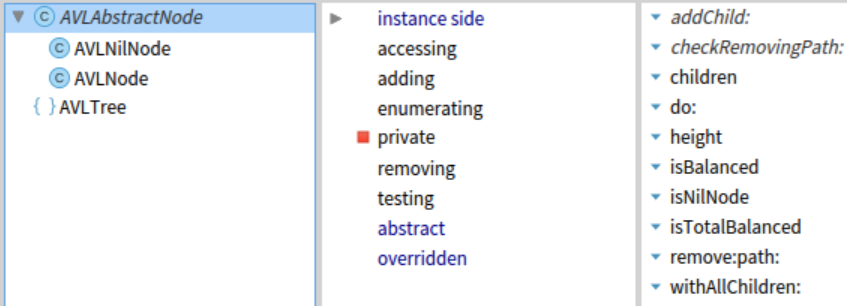 AVLAbstractNode
AVLNilNode
AVLNode
{ } AVLTree
instance side
accessing
adding
enumerating
private
removing
testing
abstract
overridden
addChild:
checkRemovingPath:
children
do:
height
isBalanced
isNilNode
isTotalBalanced
remove:path:
withAllChildren: